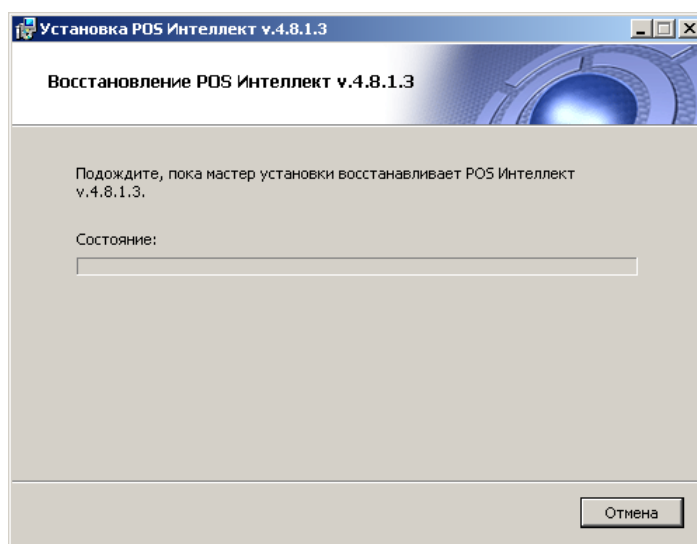 Установка POS Интеллект v.4.8.1.3
Восстановление POS Интеллект v.4.8.1.3
Подождите, пока мастер установки восстанавливает POS Интеллект
v.4.8.1.3.
Состояние:
Отмена